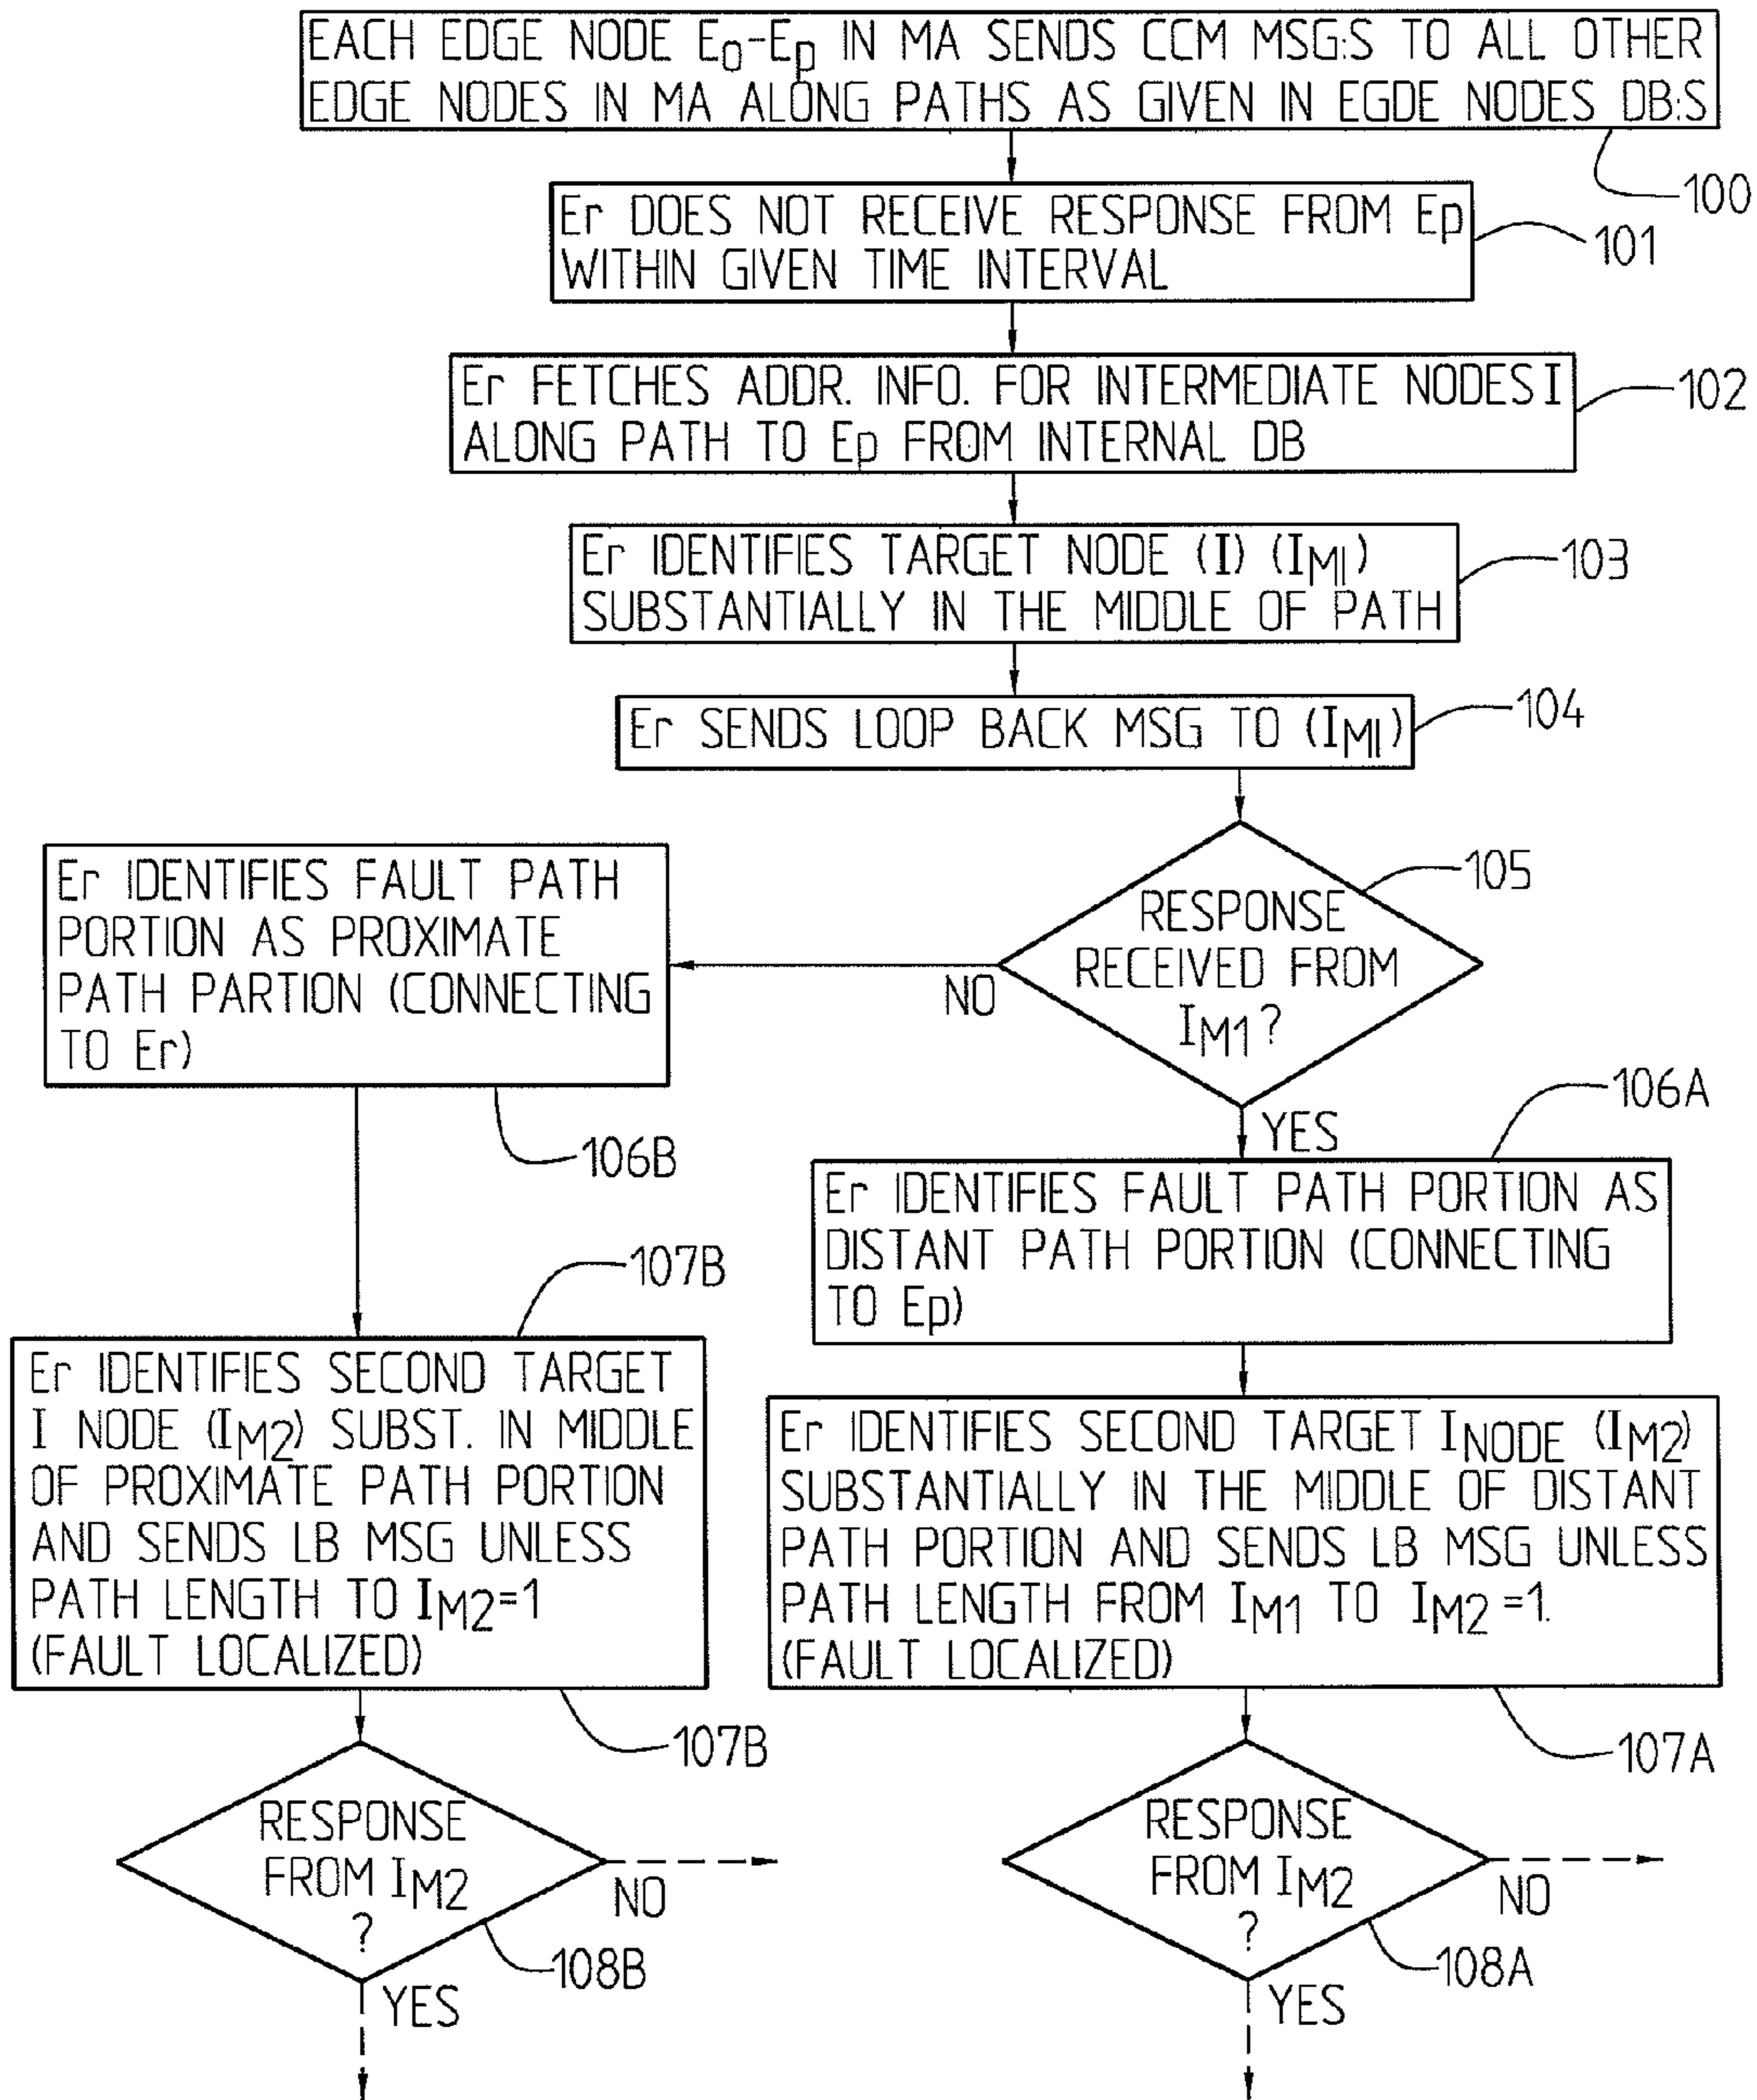 EACH EDGE NODE E0-Ep IN MA SENDS CCM MSG:S TO ALL OTHER
EDGE NODES IN MA ALONG PATHS AS GIVEN IN EGDE NODES DB:S
100
Er DOES NOT RECEIVE RESPONSE FROM Ep
WITHIN GIVEN TIME INTERVAL
101
Er FETCHES ADDR. INFO. FOR INTERMEDIATE NODES I
ALONG PATH TO Ep FROM INTERNAL DB
102
Er IDENTIFIES TARGET NODE (I) (IM1)
SUBSTANTIALLY IN THE MIDDLE OF PATH
103
Er SENDS LOOP BACK MSG TO (IM1)
104
RESPONSE
RECEIVED FROM
IM1?
105
NO
YES
Er IDENTIFIES FAULT PATH
PORTION AS PROXIMATE
PATH PARTION (CONNECTING
TO Er)
106B
106A
Er IDENTIFIES FAULT PATH PORTION AS
DISTANT PATH PORTION (CONNECTING
TO Ep)
107B
Er IDENTIFIES SECOND TARGET
I NODE (IM2) SUBST. IN MIDDLE
OF PROXIMATE PATH PORTION
AND SENDS LB MSG UNLESS
PATH LENGTH TO IM2=1
(FAULT LOCALIZED)
107B
Er IDENTIFIES SECOND TARGET INODE (IM2)
SUBSTANTIALLY IN THE MIDDLE OF DISTANT
PATH PORTION AND SENDS LB MSG UNLESS
PATH LENGTH FROM IM1 TO IM2=1.
(FAULT LOCALIZED)
107A
RESPONSE
FROM IM2
?
NO
108B
YES
RESPONSE
FROM IM2
?
NO
108A
YES